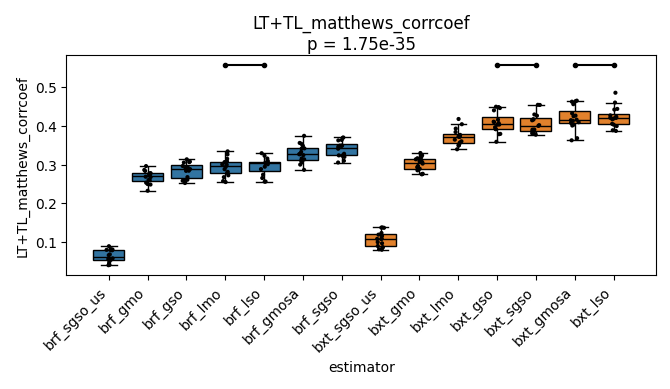 LT+TL_matthews_corrcoef
p = 1.75e-35
LT+TL_matthews_corrcoef
0.5
0.4
0.3
0.2
0.1
brf_sgso_us
brf_gmo
brf_gso
brf_lmo
brf_lso
brf_gmosa
brf_sgso
bxt_sgso_us
bxt_gmo
bxt_lmo
bxt_gso
bxt_sgso
bxt_gmosa
bxt_lso
estimator